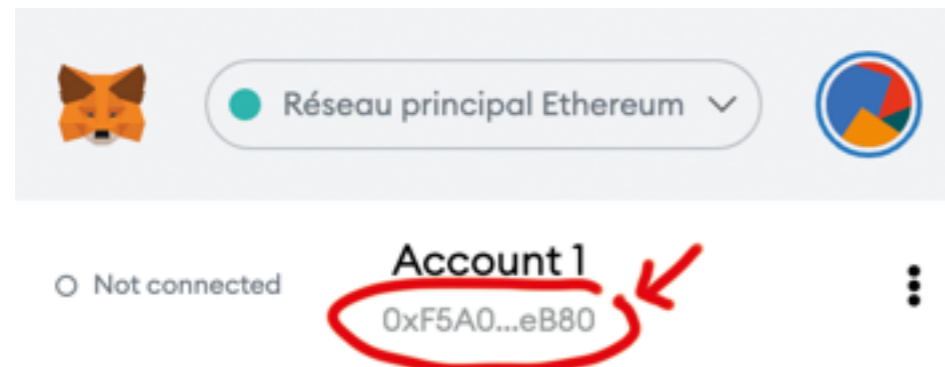 Réseau principal Ethereum
Account 1
Not connected
0xF5A0...eB80